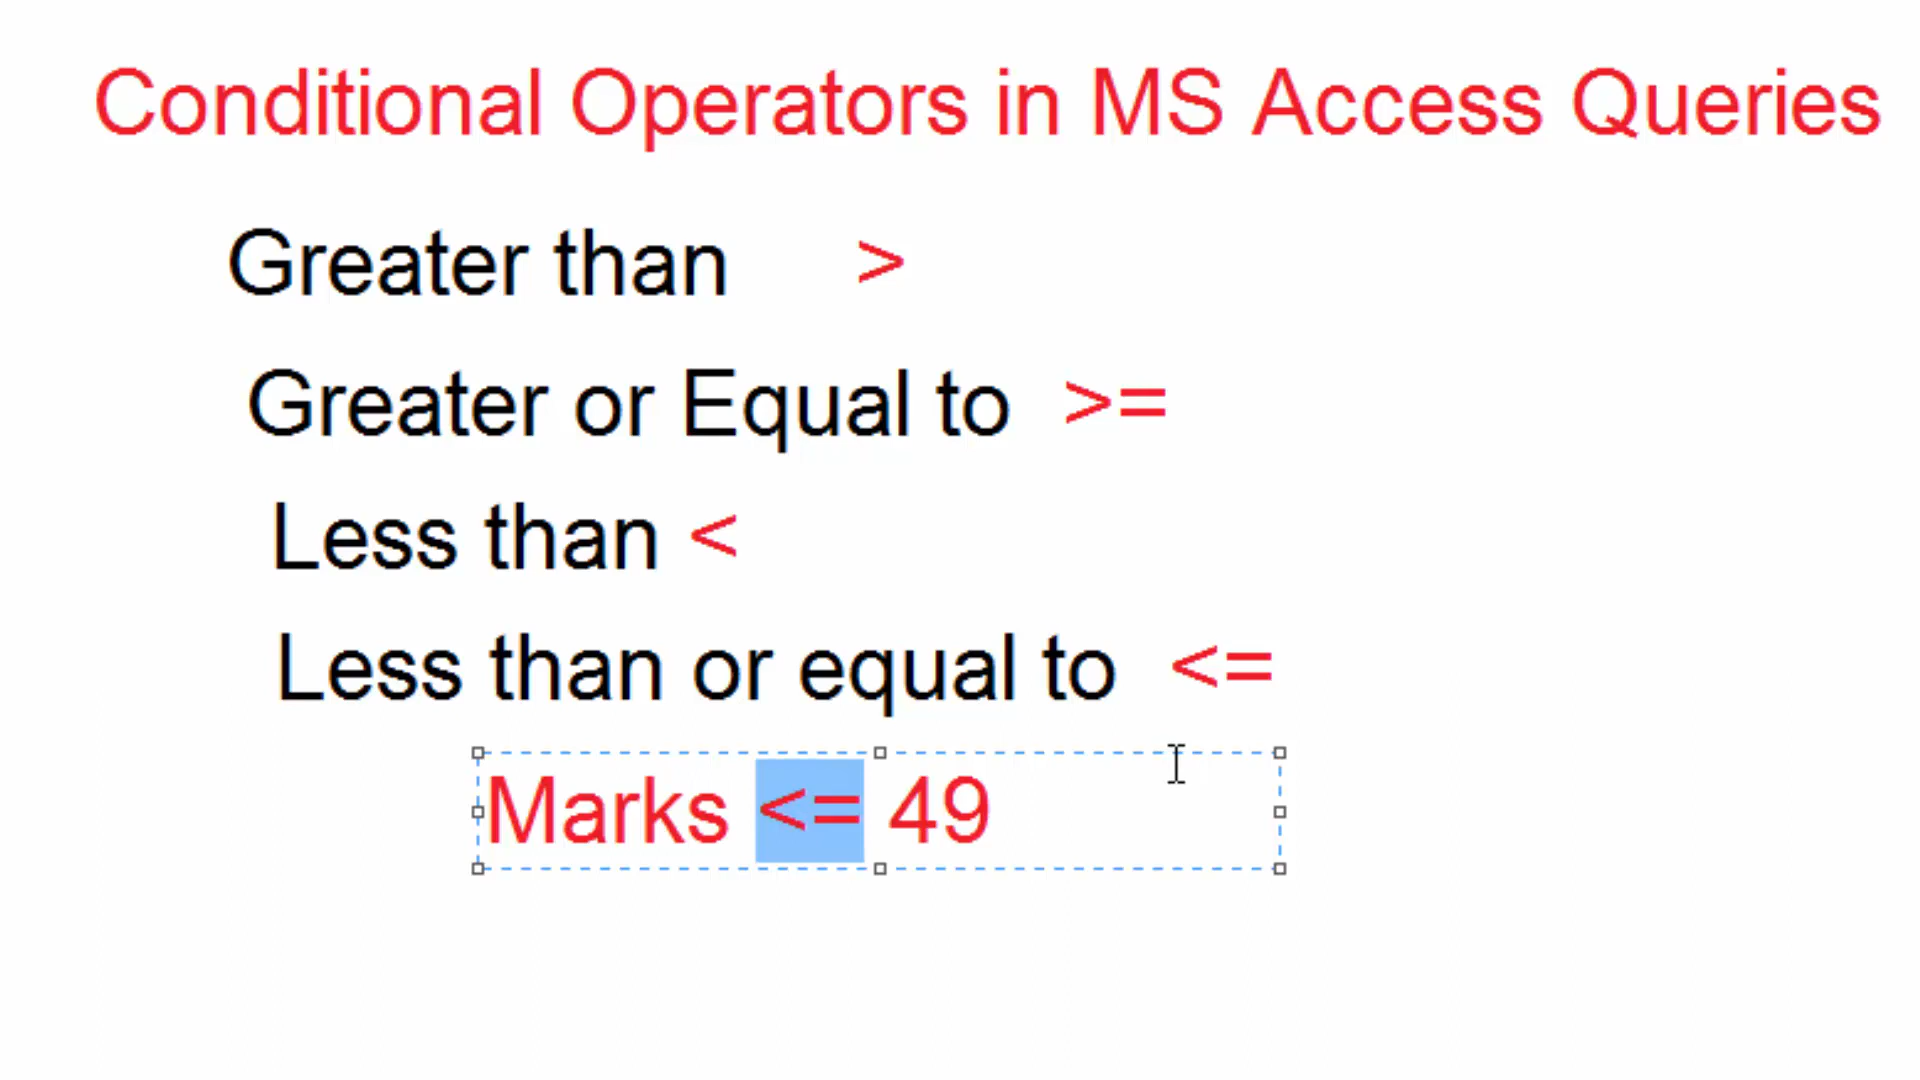 Conditional Operators in MS Access Queries
Greater than >
Greater or Equal to >=
Less than <
Less than or equal to <=
Marks <= 49